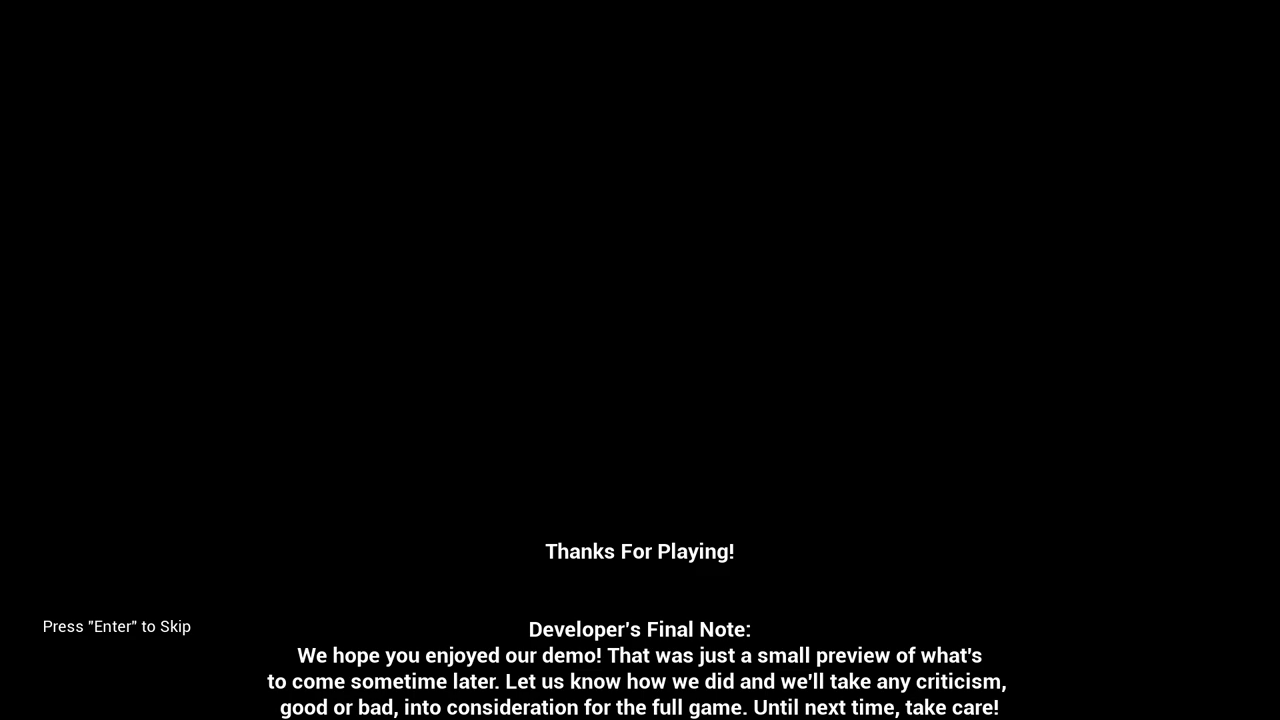 Thanks For Playing!
Press "Enter" to Skip
Developer's Final Note:
We hope you enjoyed our demo! That was just a small preview of what's
to come sometime later. Let us know how we did and we'll take any criticism,
good or bad, into consideration for the full game. Until next time, take care!